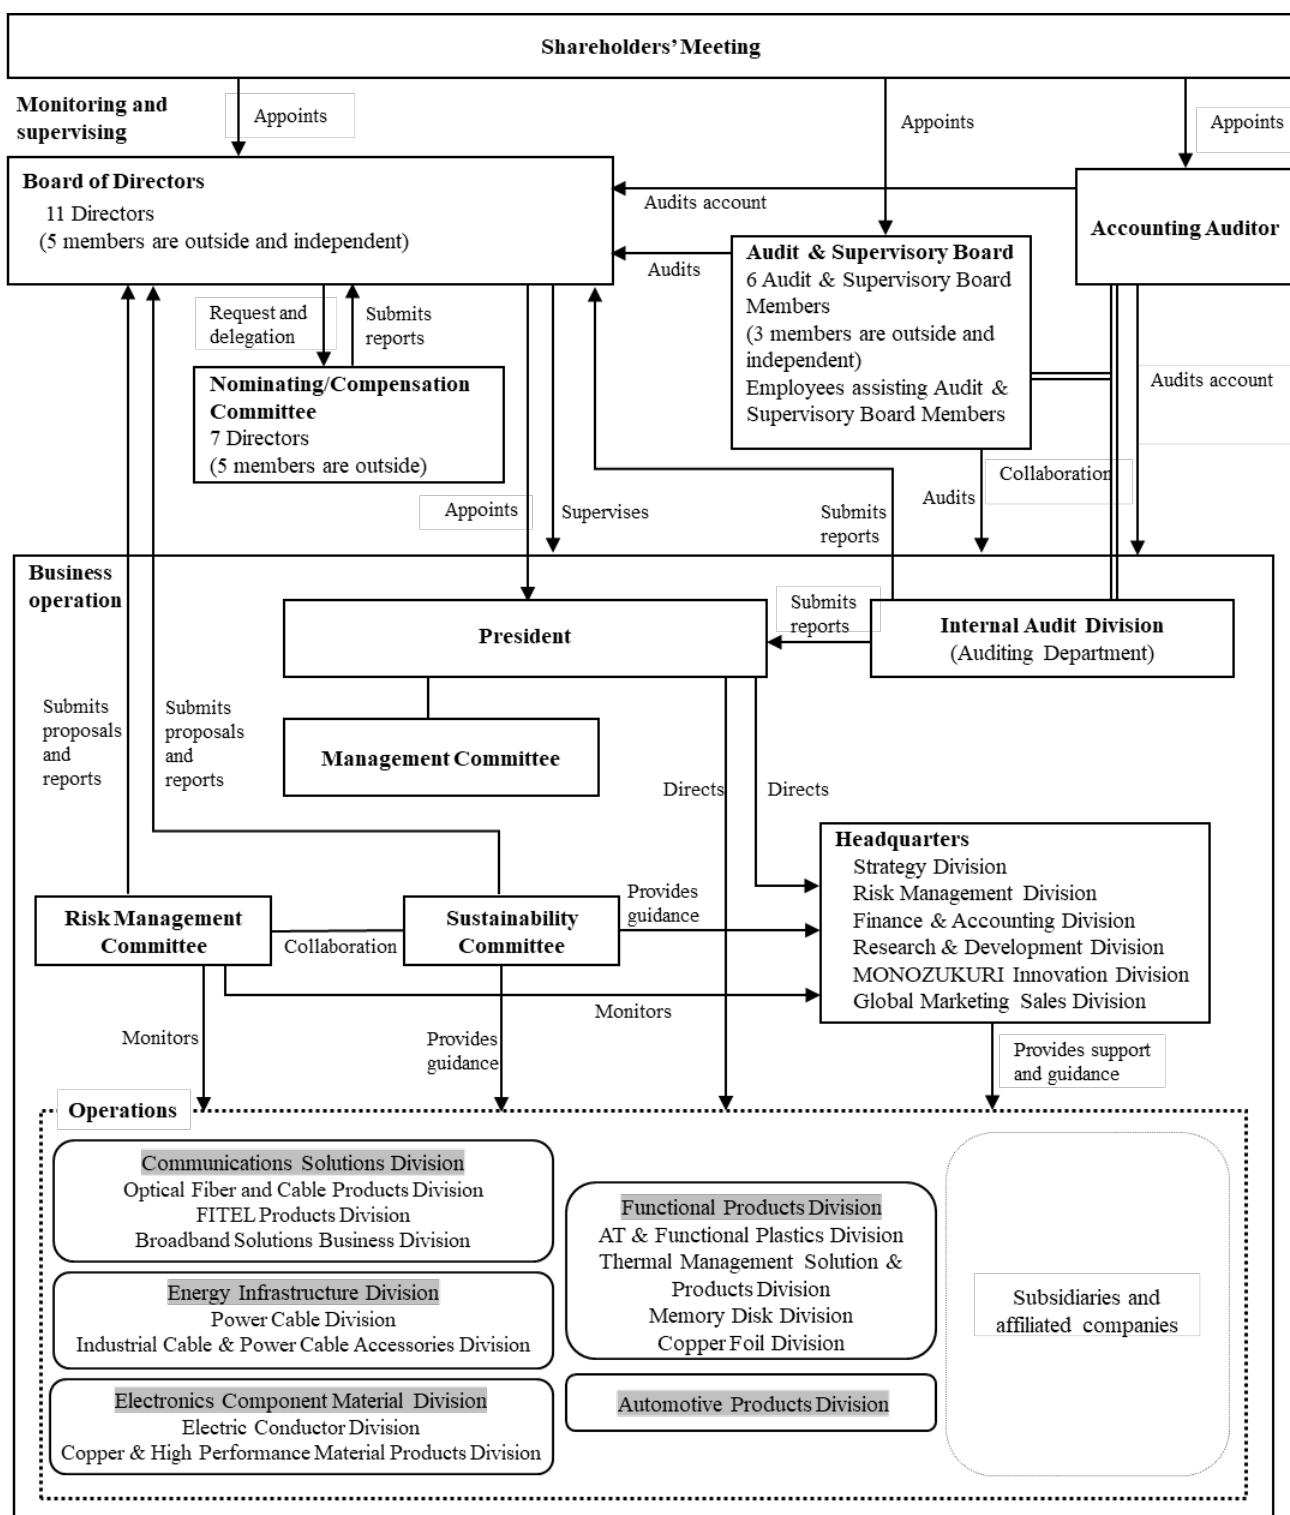 Shareholders' Meeting
Monitoring and
supervising
Appoints
Appoints
Appoints
Board of Directors
11 Directors
(5 members are outside and independent)
Audits account
Accounting Auditor
Audits
Audit & Supervisory Board
6 Audit & Supervisory Board
Members
(3 members are outside and
independent)
Employees assisting Audit &
Supervisory Board Members
Request and
delegation
Submits
reports
Nominating/Compensation
Committee
7 Directors
(5 members are outside)
Audits account
Collaboration
Appoints
Supervises
Submits
reports
Audits
Business
operation
President
Submits
reports
Internal Audit Division
(Auditing Department)
Submits
proposals
and
reports
Submits
proposals
and
reports
Management Committee
Directs
Directs
Headquarters
Strategy Division
Risk Management Division
Finance & Accounting Division
Research & Development Division
MONOZUKURI Innovation Division
Global Marketing Sales Division
Risk Management
Committee
Collaboration
Sustainability
Committee
Provides
guidance
Monitors
Monitors
Provides
guidance
Provides support
and guidance
Operations
Communications Solutions Division
Optical Fiber and Cable Products Division
FITEL Products Division
Broadband Solutions Business Division
Energy Infrastructure Division
Power Cable Division
Industrial Cable & Power Cable Accessories Division
Electronics Component Material Division
Electric Conductor Division
Copper & High Performance Material Products Division
Functional Products Division
AT & Functional Plastics Division
Thermal Management Solution &
Products Division
Memory Disk Division
Copper Foil Division
Automotive Products Division
Subsidiaries and
affiliated companies